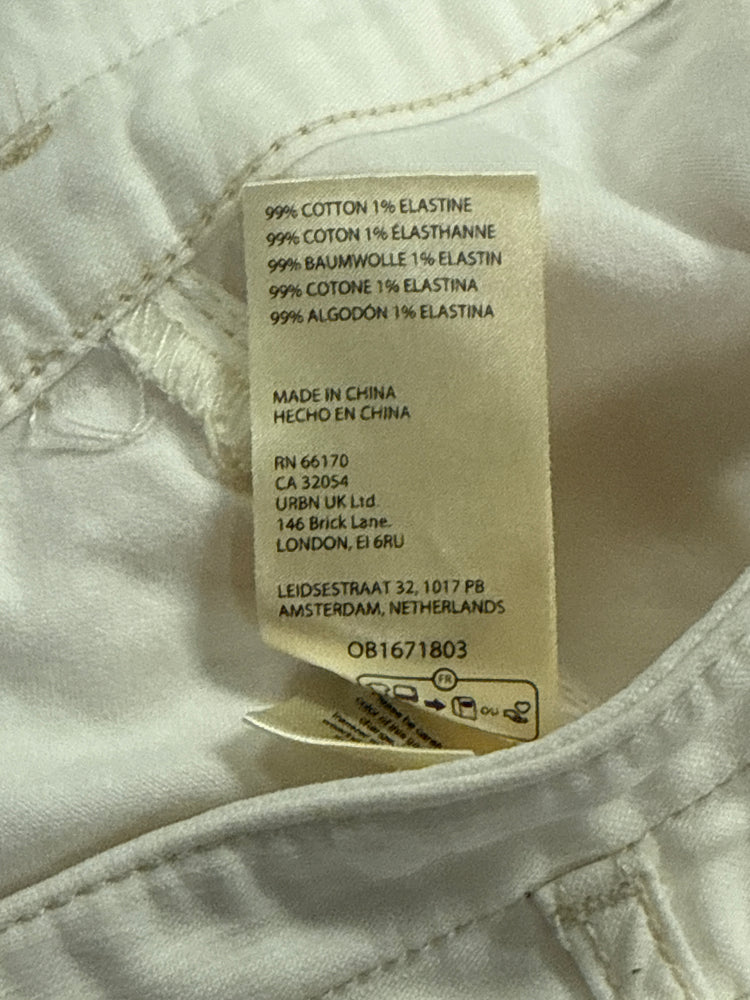 99% COTTON 1% ELASTINE
99% COTON 1% ÉLASTHANNE
99% BAUMWOLLE 1% ELASTIN
99% COTONE 1% ELASTINA
99% ALGODÓN 1% ELASTINA
MADE IN CHINA
HECHO EN CHINA
RN 66170
CA 32054
URBN UK Ltd.
146 Brick Lane.
LONDON, EI 6RU
LEIDSESTRAAT 32, 1017 PB
AMSTERDAM, NETHERLANDS
OB1671803
FR
OU